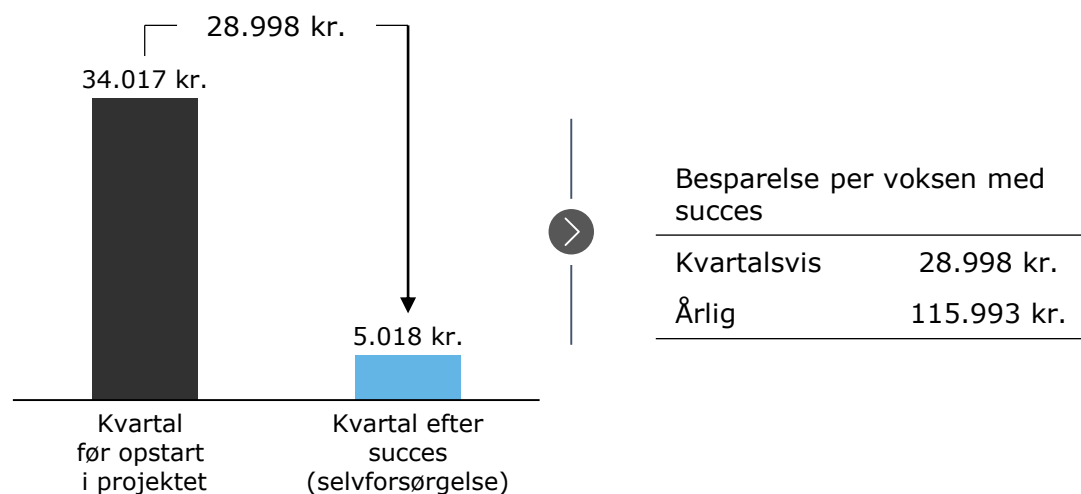 28.998 kr.
34.017 kr.
5.018 kr.
Kvartal
før opstart
i projektet
Kvartal efter
succes
(selvforsørgelse)
Besparelse per voksen med
succes
Kvartalsvis 28.998 kr.
Årlig 115.993 kr.